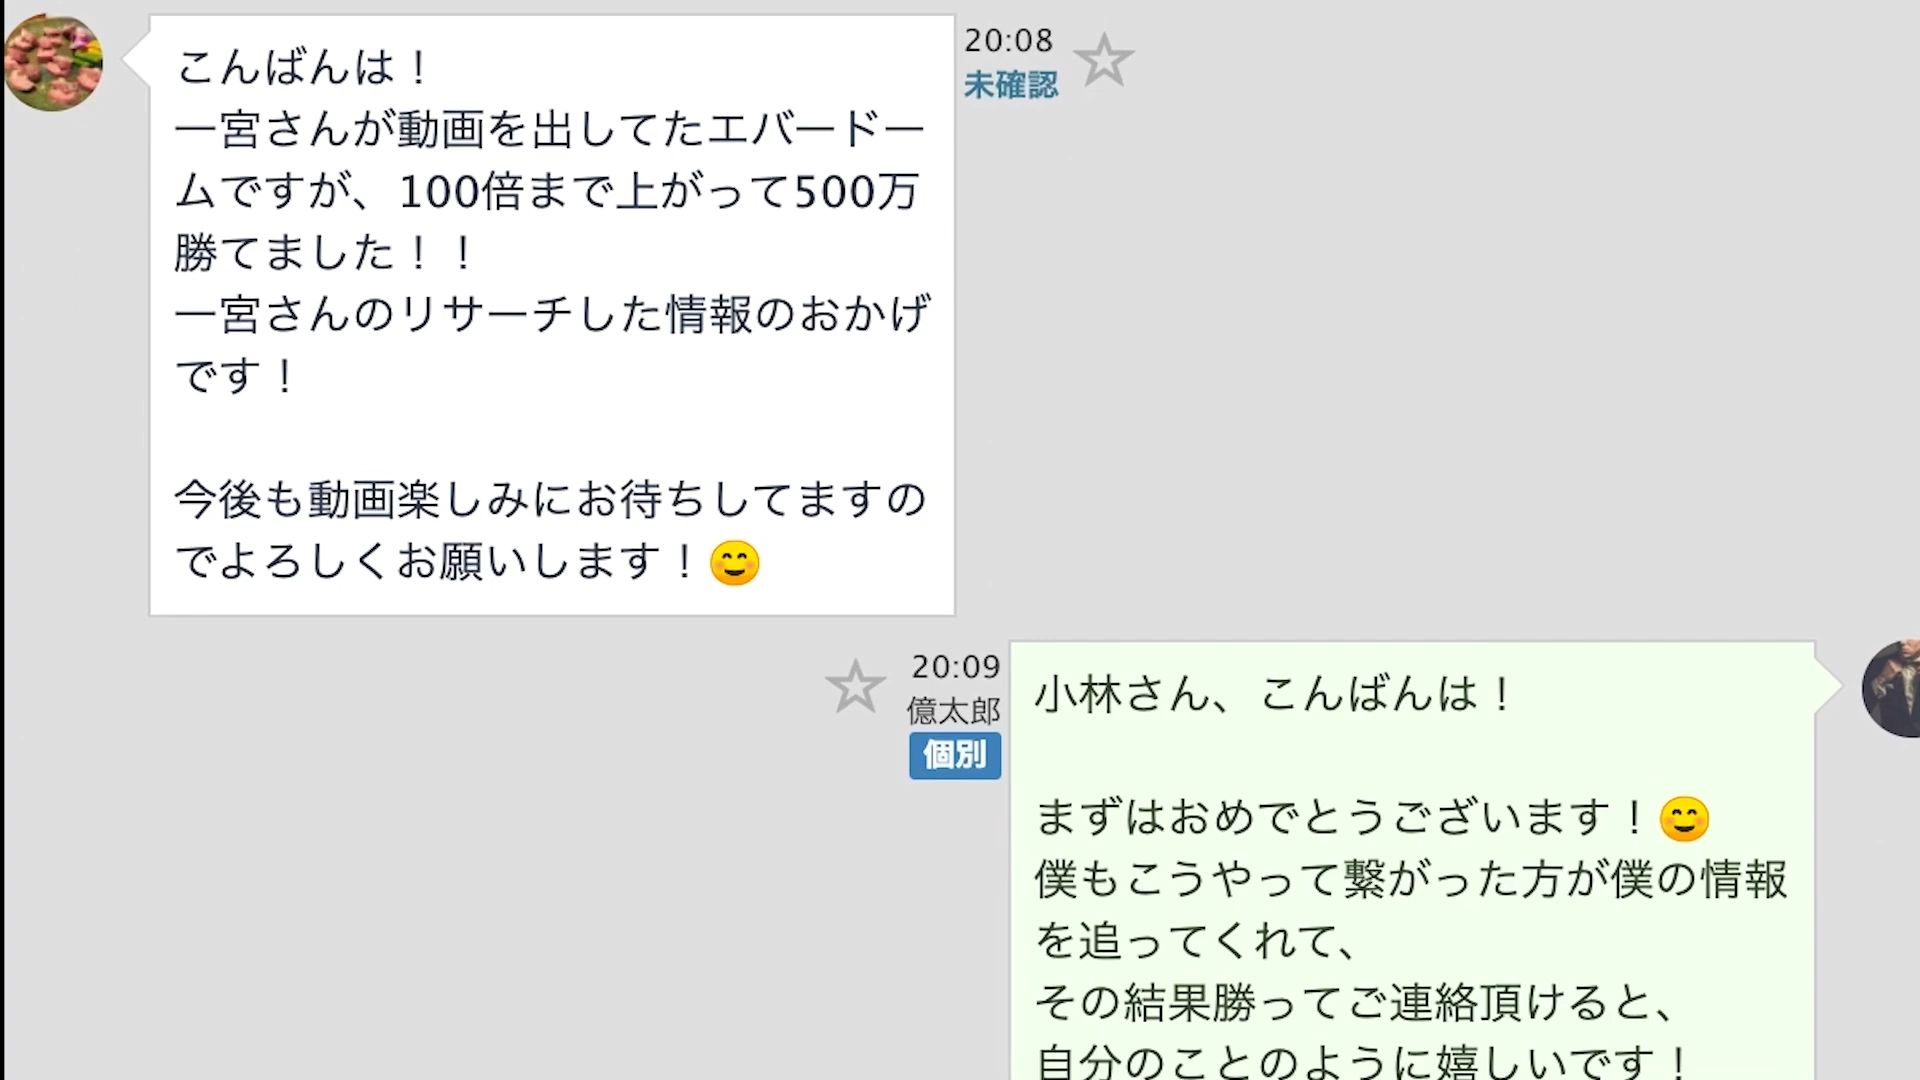 こんばんは！
一宮さんが動画を出してたエバードー
ムですが、100倍まで上がって500万
勝てました！！
一宮さんのリサーチした情報のおかげ
です！
今後も動画楽しみにお待ちしてますの
でよろしくお願いします！😊
20:08
未確認
20:09
億太郎
個別
小林さん、こんばんは！
まずはおめでとうございます！😊
僕もこうやって繋がった方が僕の情報
を追ってくれて、
その結果勝ってご連絡頂けると、
自分のことのように嬉しいです！